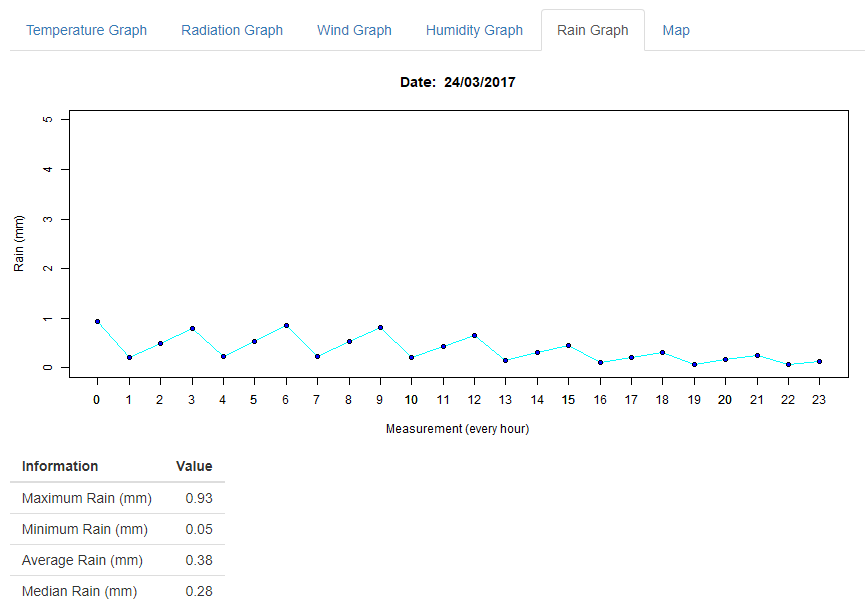 Temperature Graph Radiation Graph Wind Graph Humidity Graph Rain Graph Map
Date: 24/03/2017
Rain (mm)
5
4
3
2
1
0
0 1 2 3 4 5 6 7 8 9 10 11 12 13 14 15 16 17 18 19 20 21 22 23
Measurement (every hour)
Information Value
Maximum Rain (mm) 0.93
Minimum Rain (mm) 0.05
Average Rain (mm) 0.38
Median Rain (mm) 0.28